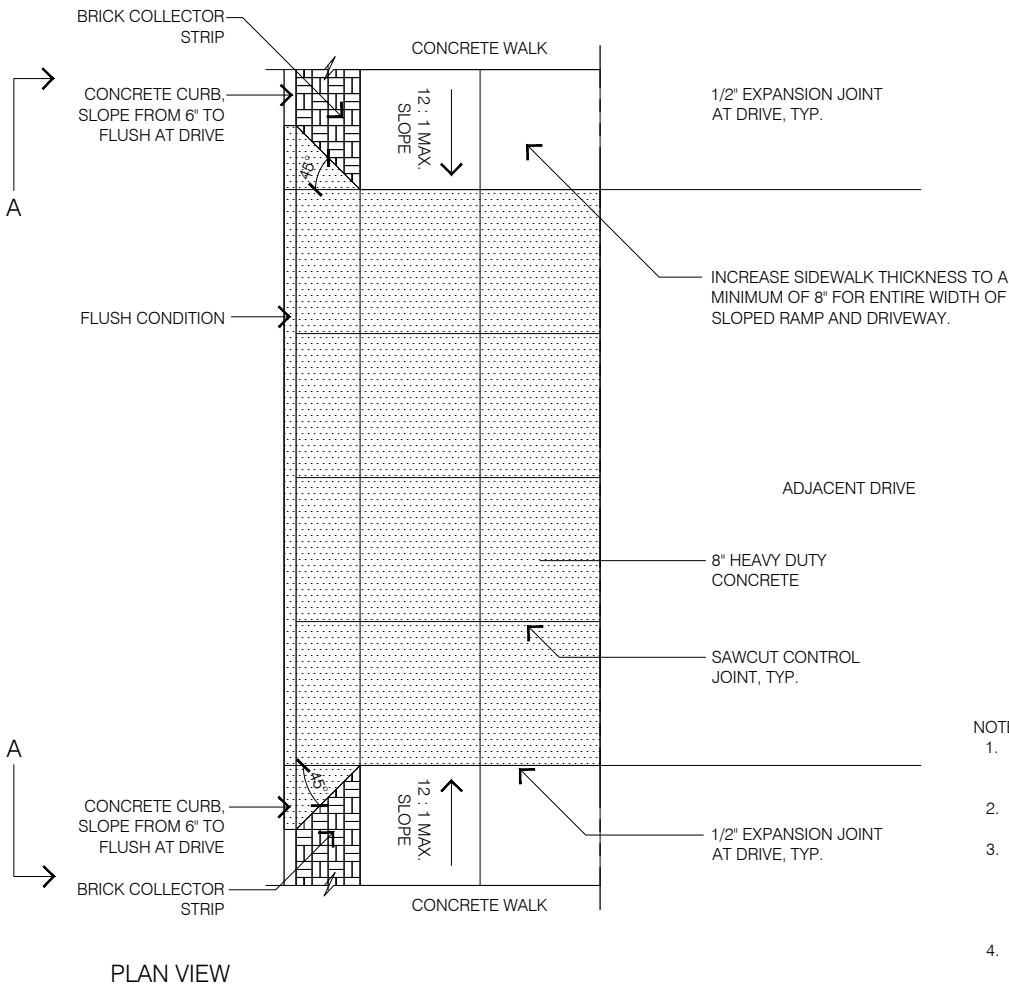 BRICK COLLECTOR
STRIP
CONCRETE WALK
CONCRETE CURB,
SLOPE FROM 6" TO
FLUSH AT DRIVE
12 : 1 MAX.
SLOPE
1/2" EXPANSION JOINT
AT DRIVE, TYP.
45°
A
INCREASE SIDEWALK THICKNESS TO A
MINIMUM OF 8" FOR ENTIRE WIDTH OF
SLOPED RAMP AND DRIVEWAY.
FLUSH CONDITION
ADJACENT DRIVE
8" HEAVY DUTY
CONCRETE
SAWCUT CONTROL
JOINT, TYP.
A
45°
CONCRETE CURB,
SLOPE FROM 6" TO
FLUSH AT DRIVE
12 : 1 MAX.
SLOPE
1/2" EXPANSION JOINT
AT DRIVE, TYP.
BRICK COLLECTOR
STRIP
CONCRETE WALK
PLAN VIEW
1.
2.
3.
4.